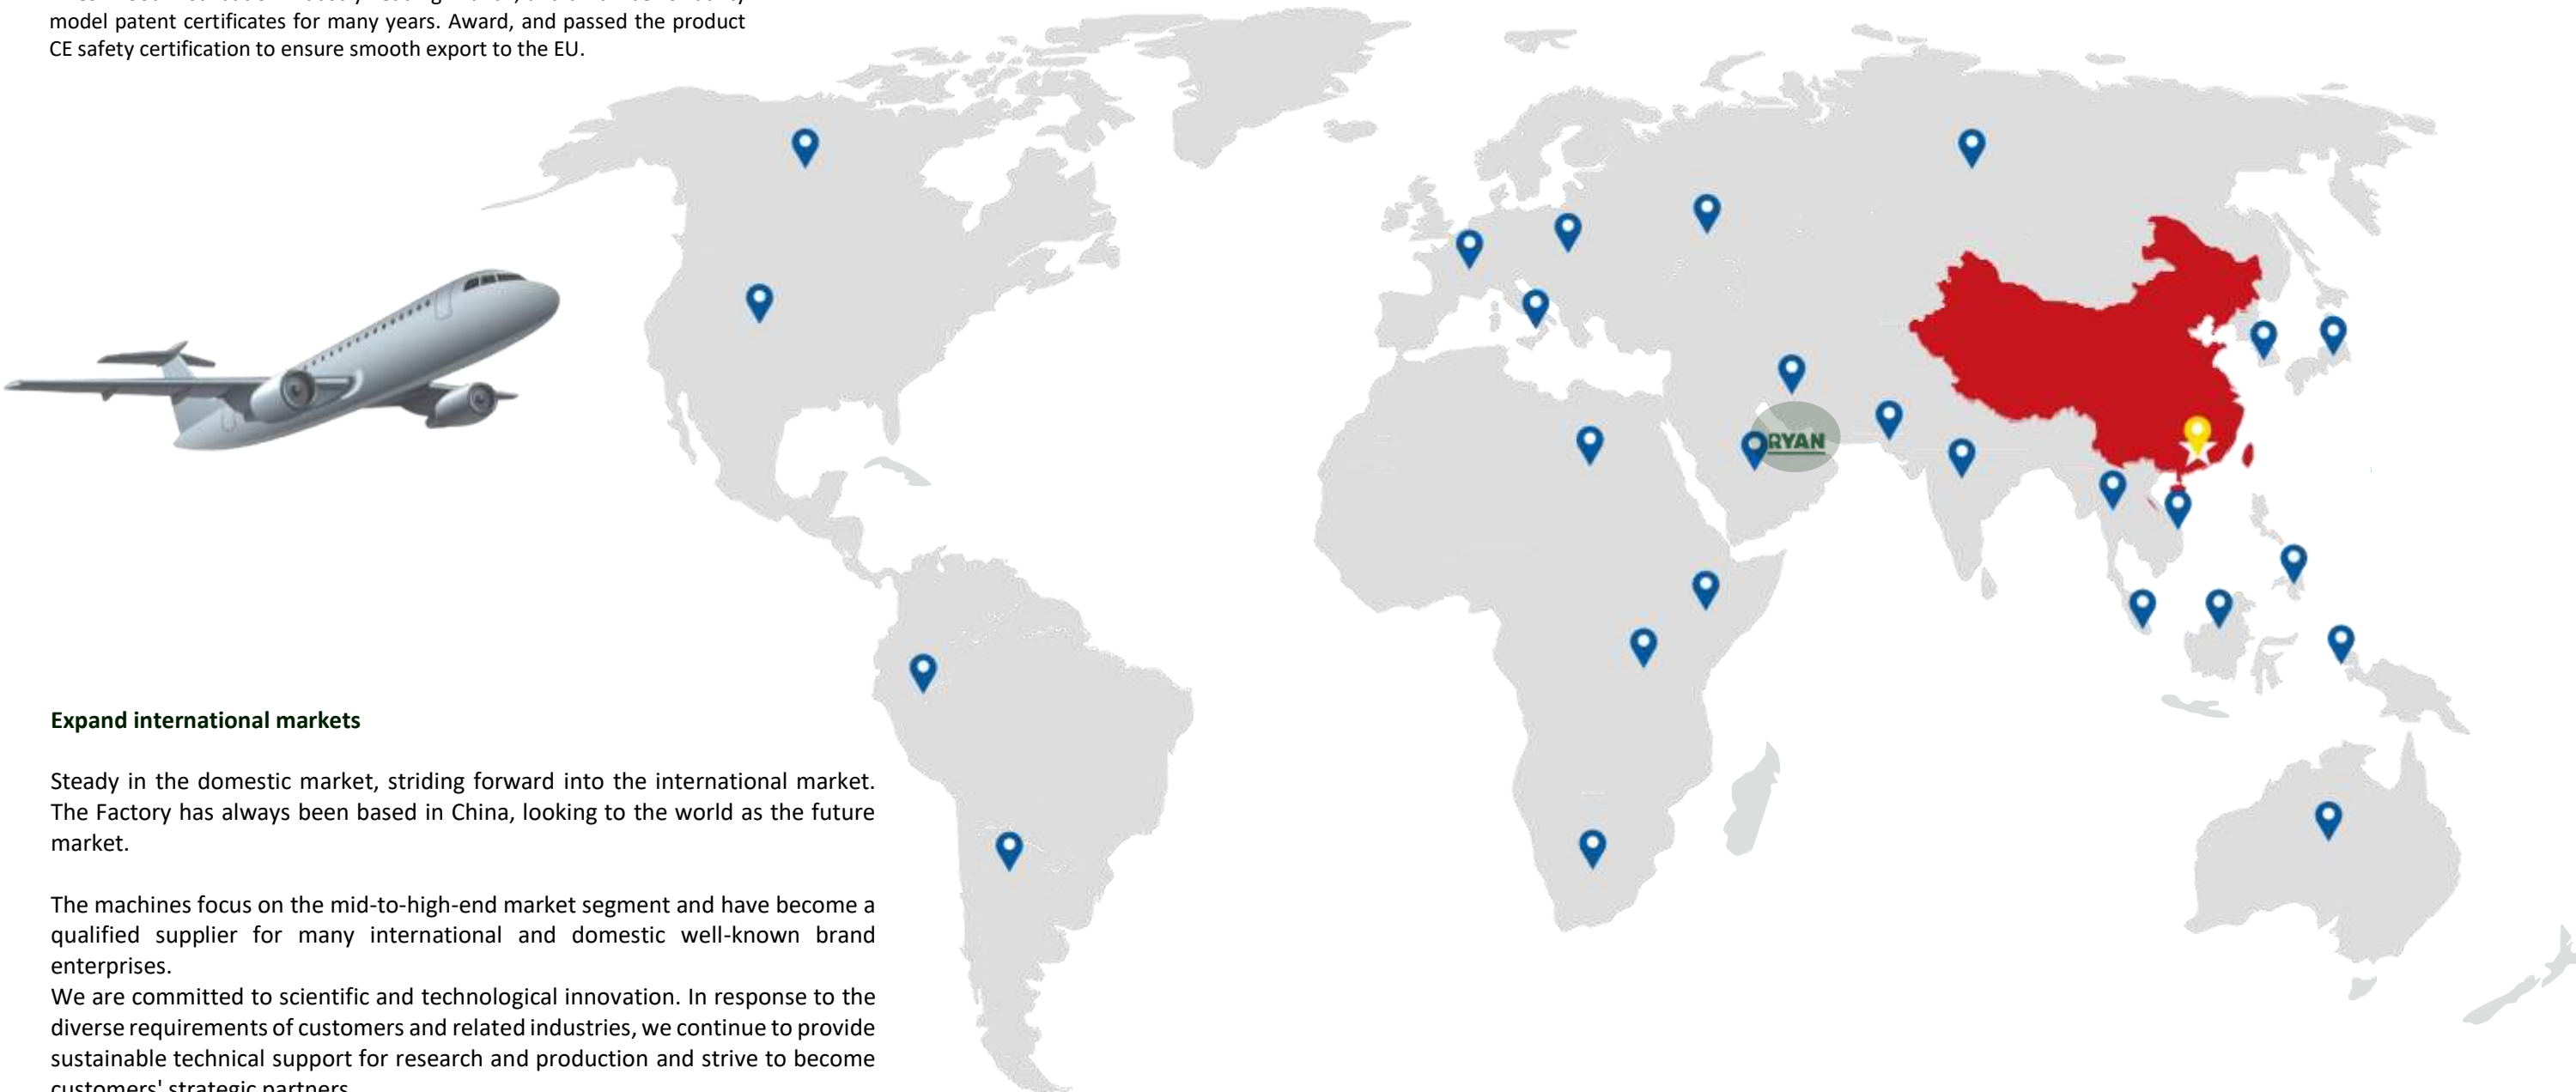 model patent certificates for many years. Award, and passed the product
CE safety certification to ensure smooth export to the EU.
RYAN
Expand international markets
Steady in the domestic market, striding forward into the international market.
The Factory has always been based in China, looking to the world as the future
market.
The machines focus on the mid-to-high-end market segment and have become a
qualified supplier for many international and domestic well-known brand
enterprises.
We are committed to scientific and technological innovation. In response to the
diverse requirements of customers and related industries, we continue to provide
sustainable technical support for research and production and strive to become
customers' strategic partners